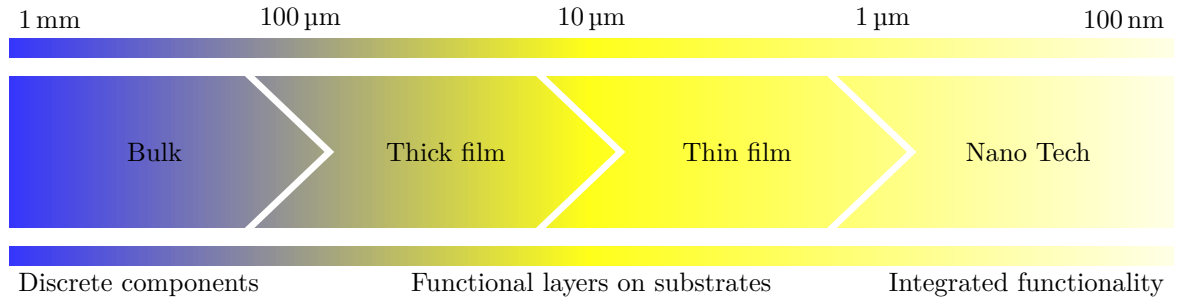 1 mm 100 µm 10 µm 1 µm 100 nm
Bulk Thick film Thin film Nano Tech
Discrete components Functional layers on substrates Integrated functionality